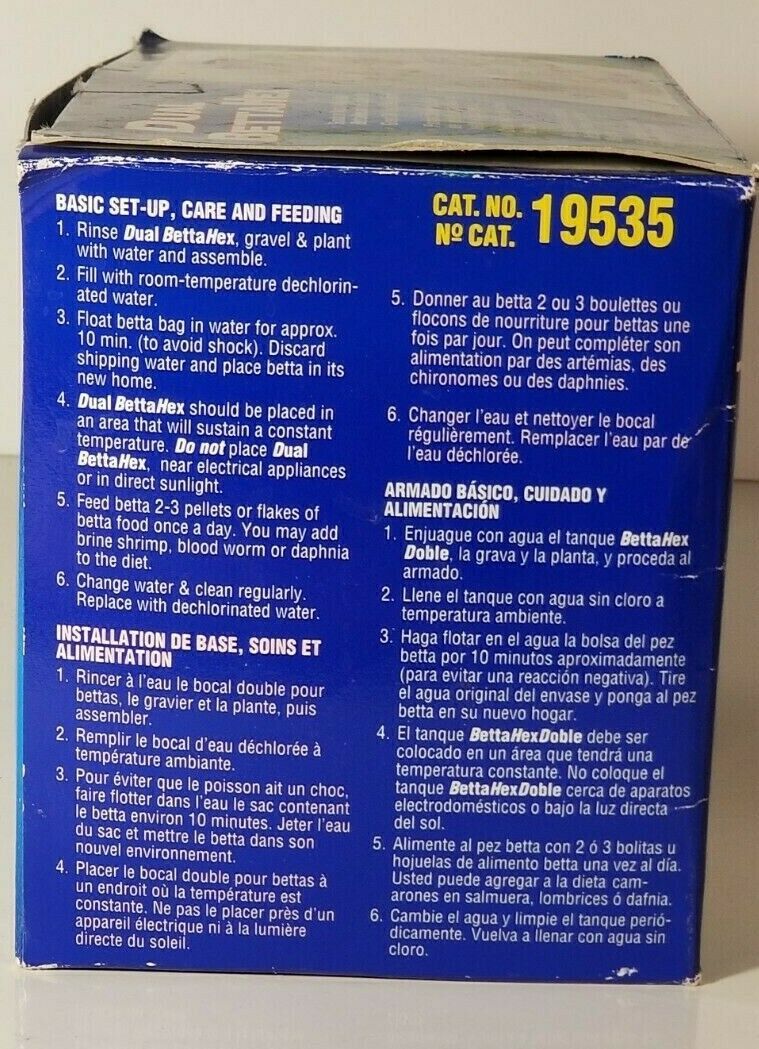 DUAL
BETTAHEX
BASIC SET-UP, CARE AND FEEDING
1. Rinse Dual BettaHex, gravel & plant
with water and assemble.
2. Fill with room-temperature dechlorin-
ated water.
3. Float betta bag in water for approx.
10 min. (to avoid shock). Discard
shipping water and place betta in its
new home.
4. Dual BettaHex should be placed in
an area that will sustain a constant
temperature. Do not place Dual
BettaHex, near electrical appliances
or in direct sunlight.
5. Feed betta 2-3 pellets or flakes of
betta food once a day. You may add
brine shrimp, blood worm or daphnia
to the diet.
6. Change water & clean regularly.
Replace with dechlorinated water.
INSTALLATION DE BASE, SOINS ET
ALIMENTATION
1. Rincer à l'eau le bocal double pour
bettas, le gravier et la plante, puis
assembler.
2. Remplir le bocal d'eau déchlorée à
température ambiante.
3. Pour éviter que le poisson ait un choc,
faire flotter dans l'eau le sac contenant
le betta environ 10 minutes. Jeter l'eau
du sac et mettre le betta dans son
nouvel environnement.
4. Placer le bocal double pour bettas à
un endroit où la température est
constante. Ne pas le placer près d'un
appareil électrique ni à la lumière
directe du soleil.
CAT. NO.
Nº CAT.
19535
5. Donner au betta 2 ou 3 boulettes ou
flocons de nourriture pour bettas une
fois par jour. On peut compléter son
alimentation par des artémias, des
chironomes ou des daphnies.
6. Changer l'eau et nettoyer le bocal
régulièrement. Remplacer l'eau par de
l'eau déchlorée.
ARMADO BÁSICO, CUIDADO Y
ALIMENTACIÓN
1. Enjuague con agua el tanque BettaHex
Doble, la grava y la planta, y proceda al
armado.
2. Llene el tanque con agua sin cloro a
temperatura ambiente.
3. Haga flotar en el agua la bolsa del pez
betta por 10 minutos aproximadamente
(para evitar una reacción negativa). Tire
el agua original del envase y ponga al pez
betta en su nuevo hogar.
4. El tanque BettaHexDoble debe ser
colocado en un área que tendrá una
temperatura constante. No coloque el
tanque BettaHexDoble cerca de aparatos
electrodomésticos o bajo la luz directa
del sol.
5. Alimente al pez betta con 2 ó 3 bolitas u
hojuelas de alimento betta una vez al día.
Usted puede agregar a la dieta cam-
arones en salmuera, lombrices ó dafnia.
6. Cambie el agua y limpie el tanque perió-
dicamente. Vuelva a llenar con agua sin
cloro.